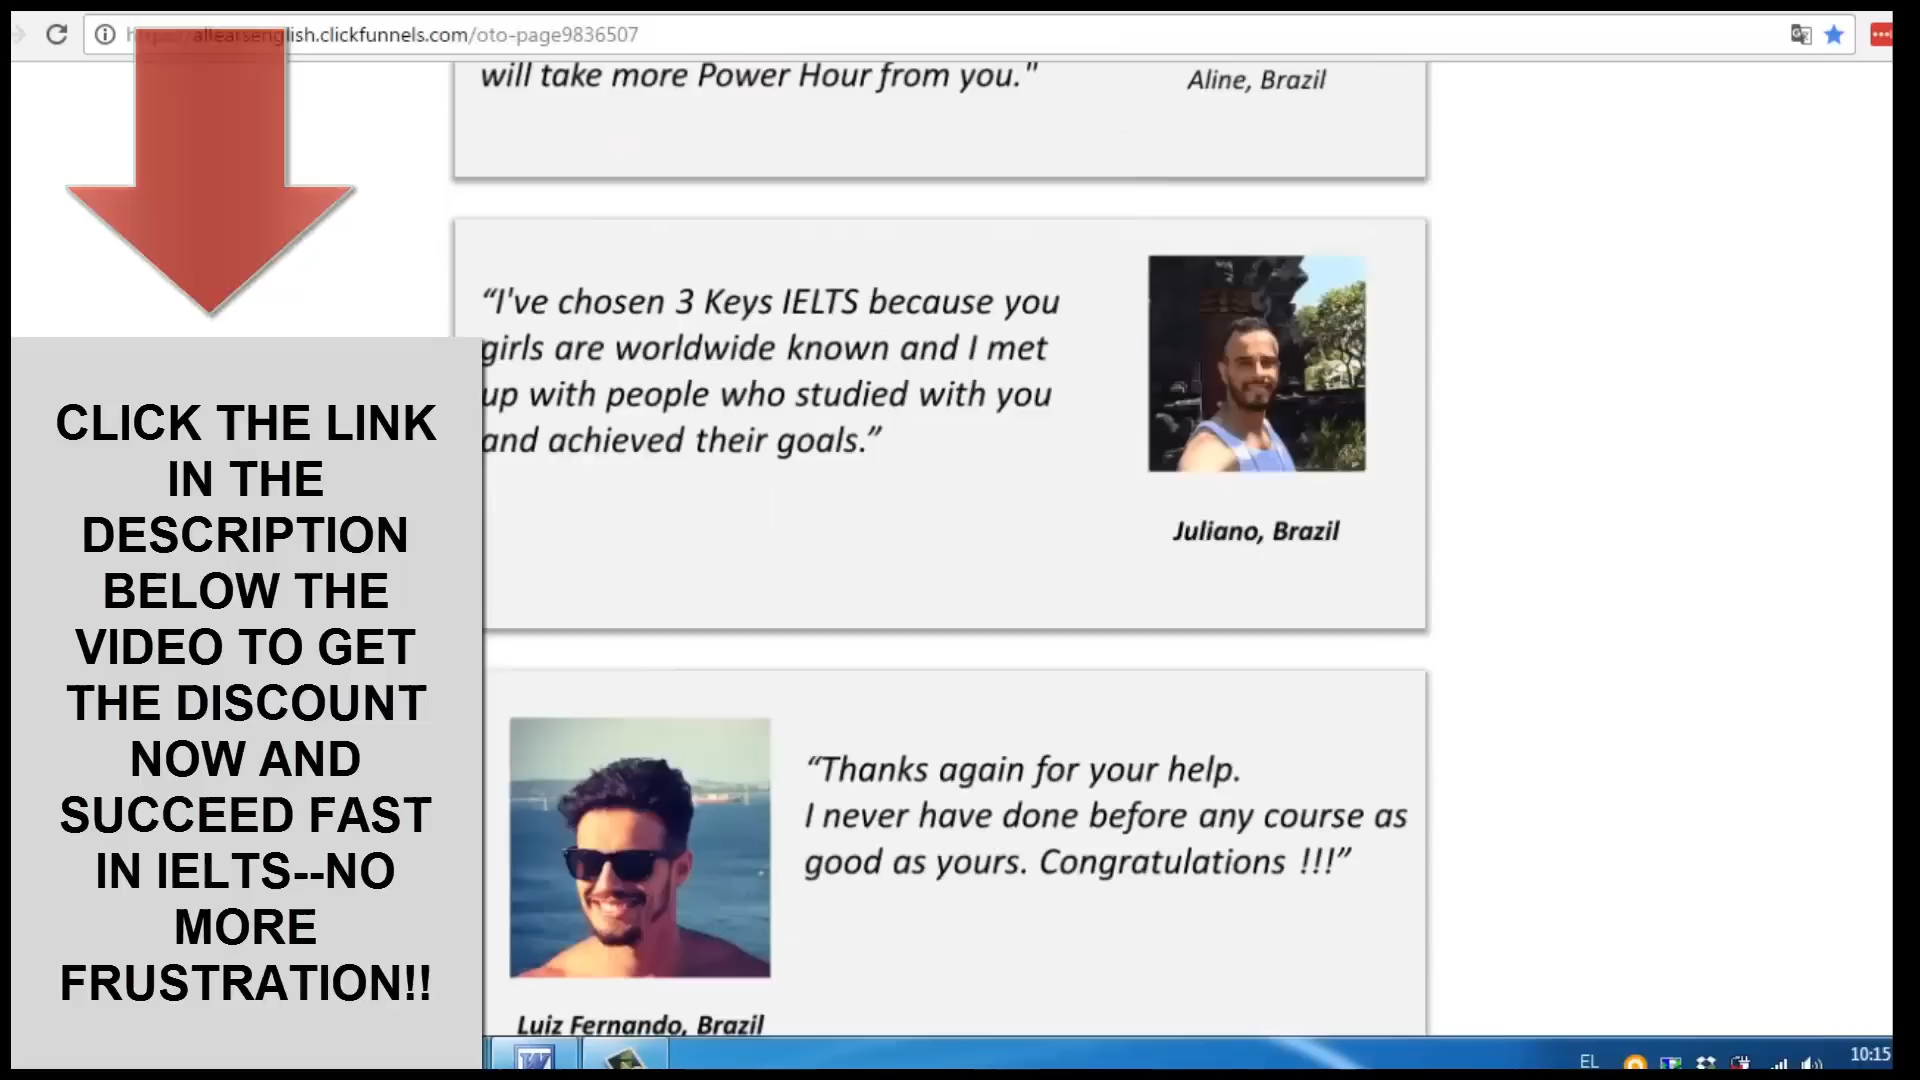 https://allearsenglish.clickfunnels.com/oto-page9836507
will take more Power Hour from you."
Aline, Brazil
“I've chosen 3 Keys IELTS because you
girls are worldwide known and I met
up with people who studied with you
and achieved their goals.”
Juliano, Brazil
CLICK THE LINK
IN THE
DESCRIPTION
BELOW THE
VIDEO TO GET
THE DISCOUNT
NOW AND
SUCCEED FAST
IN IELTS--NO
MORE
FRUSTRATION!!
“Thanks again for your help.
I never have done before any course as
good as yours. Congratulations !!!”
Luiz Fernando, Brazil
EL
10:15